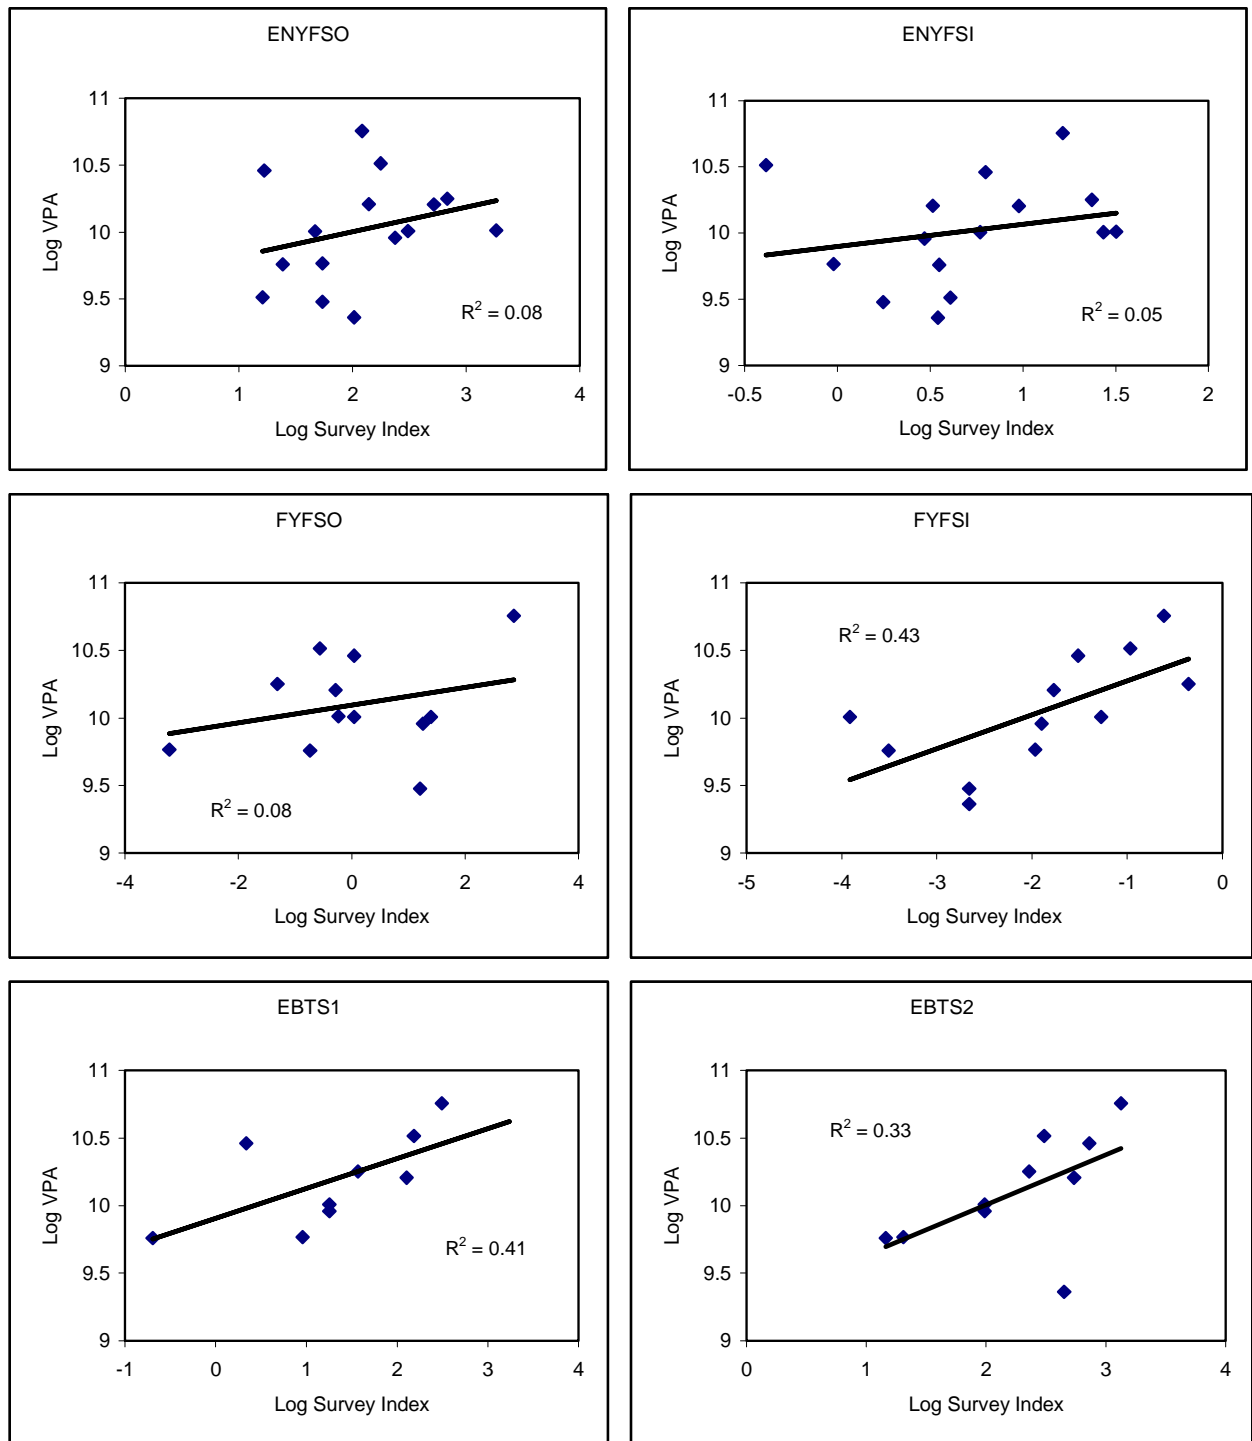 ENYFSO
11
10.5
10
9.5
9
Log VPA
R² = 0.08
0 1 2 3 4
Log Survey Index
ENYFSI
11
10.5
10
9.5
9
Log VPA
R² = 0.05
-0.5 0 0.5 1 1.5 2
Log Survey Index
FYFSO
11
10.5
10
9.5
9
Log VPA
R² = 0.08
-4 -2 0 2 4
Log Survey Index
FYFSI
11
10.5
10
9.5
9
Log VPA
R² = 0.43
-5 -4 -3 -2 -1 0
Log Survey Index
EBTS1
11
10.5
10
9.5
9
Log VPA
R² = 0.41
-1 0 1 2 3 4
Log Survey Index
EBTS2
11
10.5
10
9.5
9
Log VPA
R² = 0.33
0 1 2 3 4
Log Survey Index